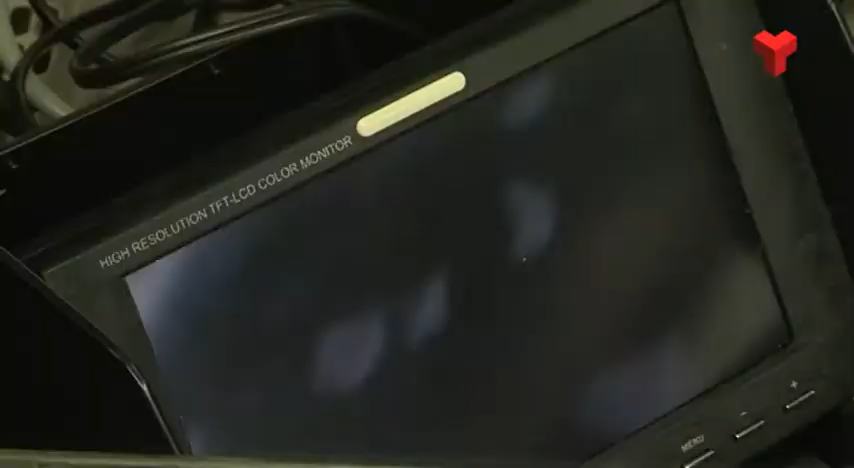 HIGH RESOLUTION TFT-LCD COLOR MONITOR
MENU
-
+